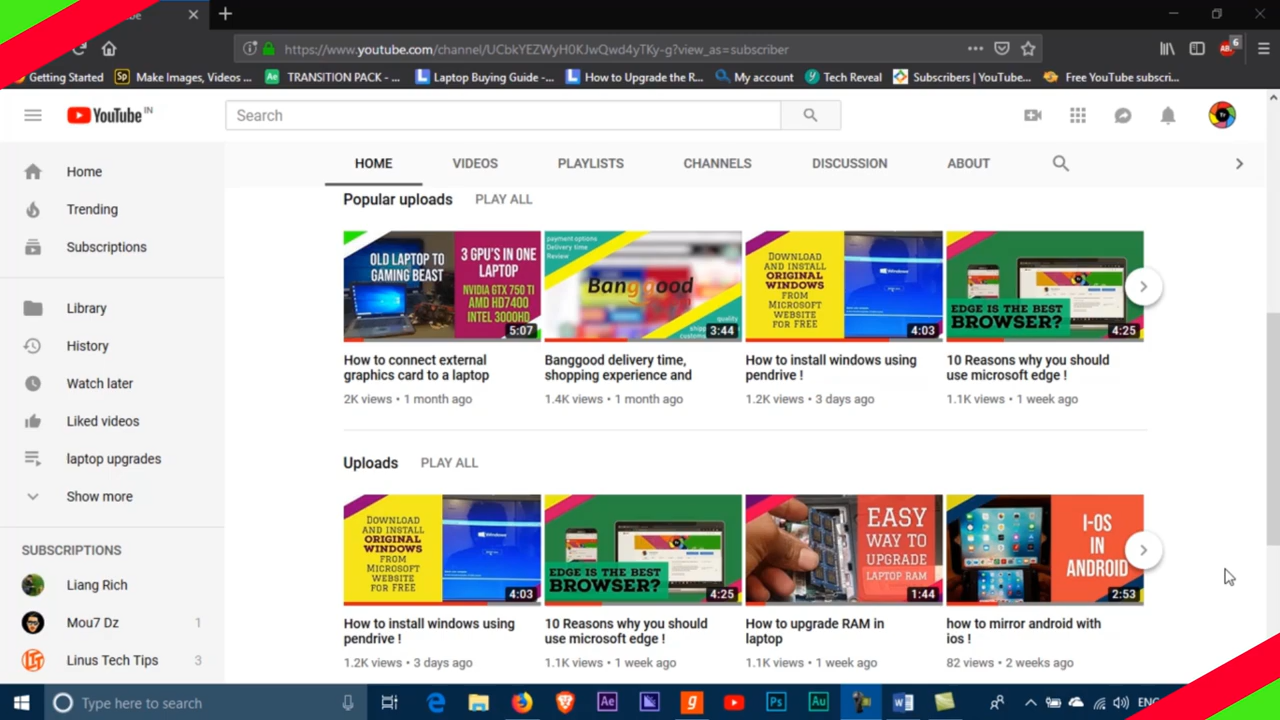 https://www.youtube.com/channel/UCbkYEZWyH0KJwQwd4yTKy-g?view_as=subscriber
6
Getting Started
Make Images, Videos ...
TRANSITION PACK - ...
Laptop Buying Guide -...
How to Upgrade the R...
My account
Tech Reveal
Subscribers | YouTube...
Free YouTube subscri...
YouTube IN
Search
HOME
VIDEOS
PLAYLISTS
CHANNELS
DISCUSSION
ABOUT
Home
Trending
Subscriptions
Library
History
Watch later
Liked videos
laptop upgrades
Show more
SUBSCRIPTIONS
Liang Rich
Mou7 Dz 1
Linus Tech Tips 3
Popular uploads PLAY ALL
OLD LAPTOP TO
GAMING BEAST
3 GPU'S IN ONE
LAPTOP
NVIDIA GTX 750 TI
AMD HD7400
INTEL 3000HD
5:07
How to connect external
graphics card to a laptop
2K views • 1 month ago
payment options
Delivery time
Review
Banggood
quality
3:44
Banggood delivery time,
shopping experience and
1.4K views • 1 month ago
DOWNLOAD
AND INSTALL
ORIGINAL
WINDOWS
FROM
MICROSOFT
WEBSITE
FOR FREE
Windows
4:03
How to install windows using
pendrive !
1.2K views • 3 days ago
EDGE IS THE BEST
BROWSER?
4:25
10 Reasons why you should
use microsoft edge !
1.1K views • 1 week ago
Uploads PLAY ALL
DOWNLOAD
AND INSTALL
ORIGINAL
WINDOWS
FROM
MICROSOFT
WEBSITE
FOR FREE
Windows
4:03
How to install windows using
pendrive !
1.2K views • 3 days ago
EDGE IS THE BEST
BROWSER?
4:25
10 Reasons why you should
use microsoft edge !
1.1K views • 1 week ago
EASY
WAY TO
UPGRADE
LAPTOP RAM
1:44
How to upgrade RAM in
laptop
1.1K views • 1 week ago
I-OS
IN
ANDROID
2:53
how to mirror android with
ios !
82 views • 2 weeks ago
Type here to search
ENG